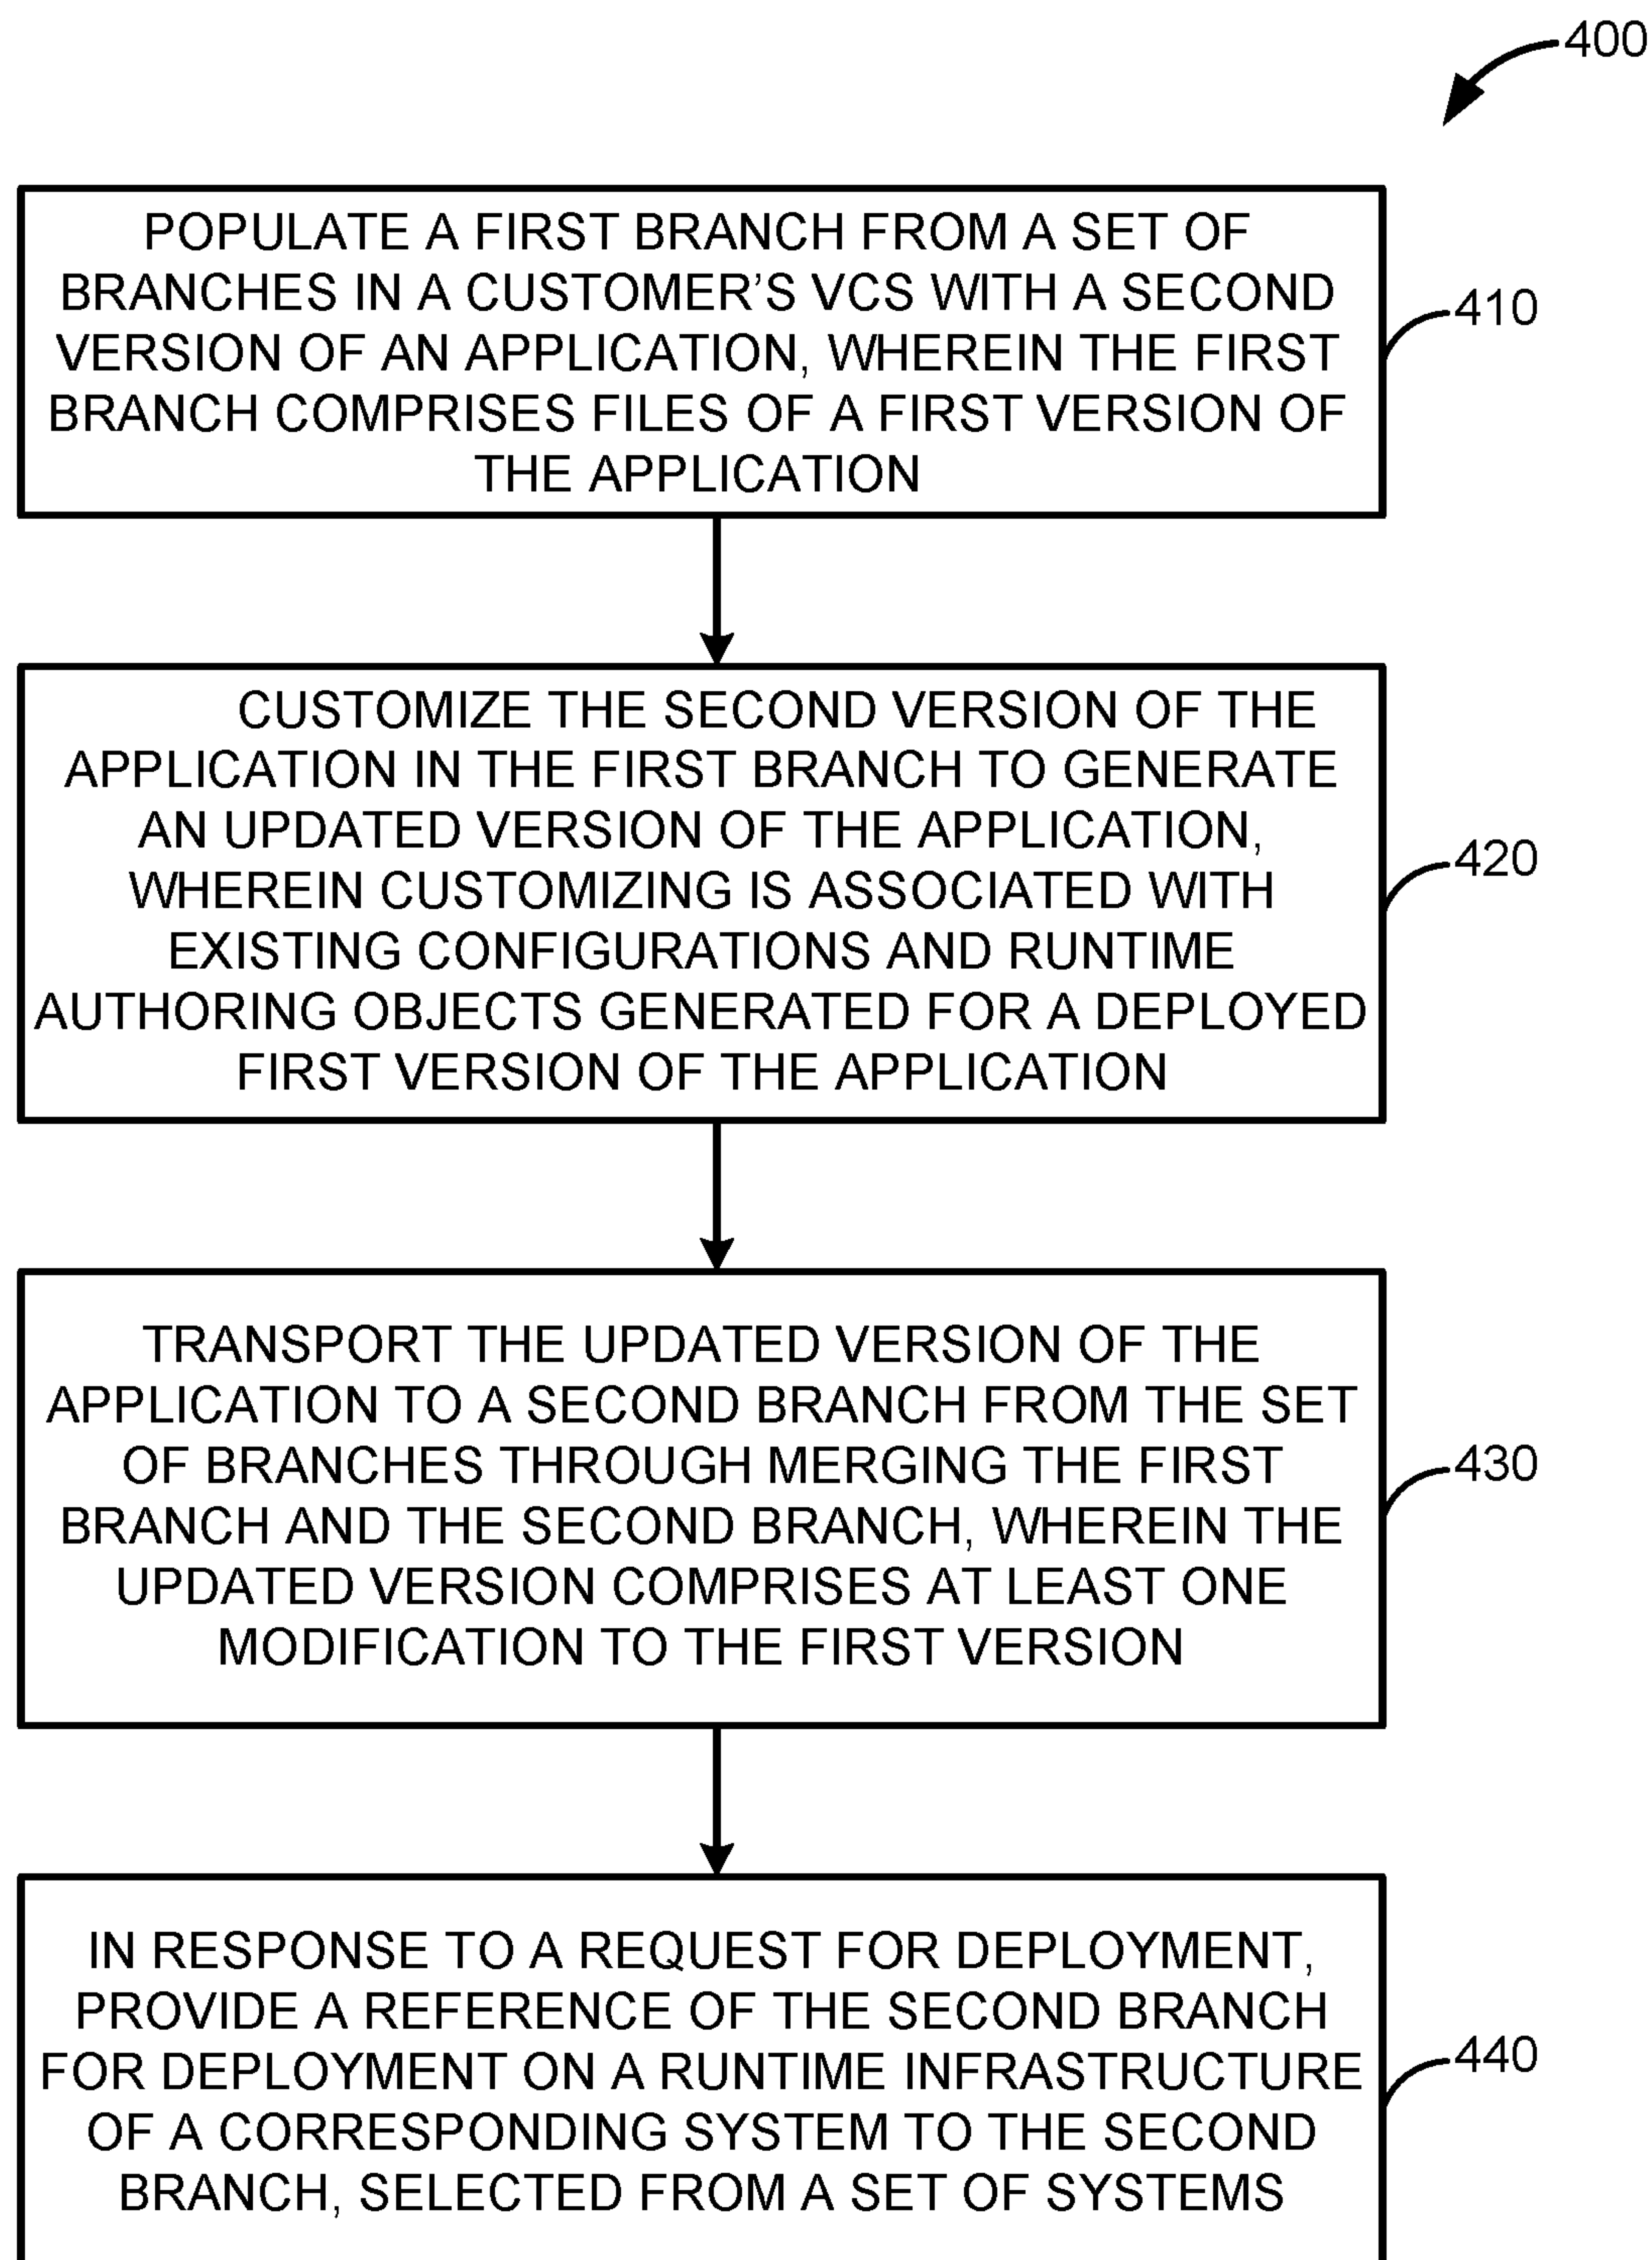 400
POPULATE A FIRST BRANCH FROM A SET OF
BRANCHES IN A CUSTOMER’S VCS WITH A SECOND
VERSION OF AN APPLICATION, WHEREIN THE FIRST
BRANCH COMPRISES FILES OF A FIRST VERSION OF
THE APPLICATION
410
CUSTOMIZE THE SECOND VERSION OF THE
APPLICATION IN THE FIRST BRANCH TO GENERATE
AN UPDATED VERSION OF THE APPLICATION,
WHEREIN CUSTOMIZING IS ASSOCIATED WITH
EXISTING CONFIGURATIONS AND RUNTIME
AUTHORING OBJECTS GENERATED FOR A DEPLOYED
FIRST VERSION OF THE APPLICATION
420
TRANSPORT THE UPDATED VERSION OF THE
APPLICATION TO A SECOND BRANCH FROM THE SET
OF BRANCHES THROUGH MERGING THE FIRST
BRANCH AND THE SECOND BRANCH, WHEREIN THE
UPDATED VERSION COMPRISES AT LEAST ONE
MODIFICATION TO THE FIRST VERSION
430
IN RESPONSE TO A REQUEST FOR DEPLOYMENT,
PROVIDE A REFERENCE OF THE SECOND BRANCH
FOR DEPLOYMENT ON A RUNTIME INFRASTRUCTURE
OF A CORRESPONDING SYSTEM TO THE SECOND
BRANCH, SELECTED FROM A SET OF SYSTEMS
440